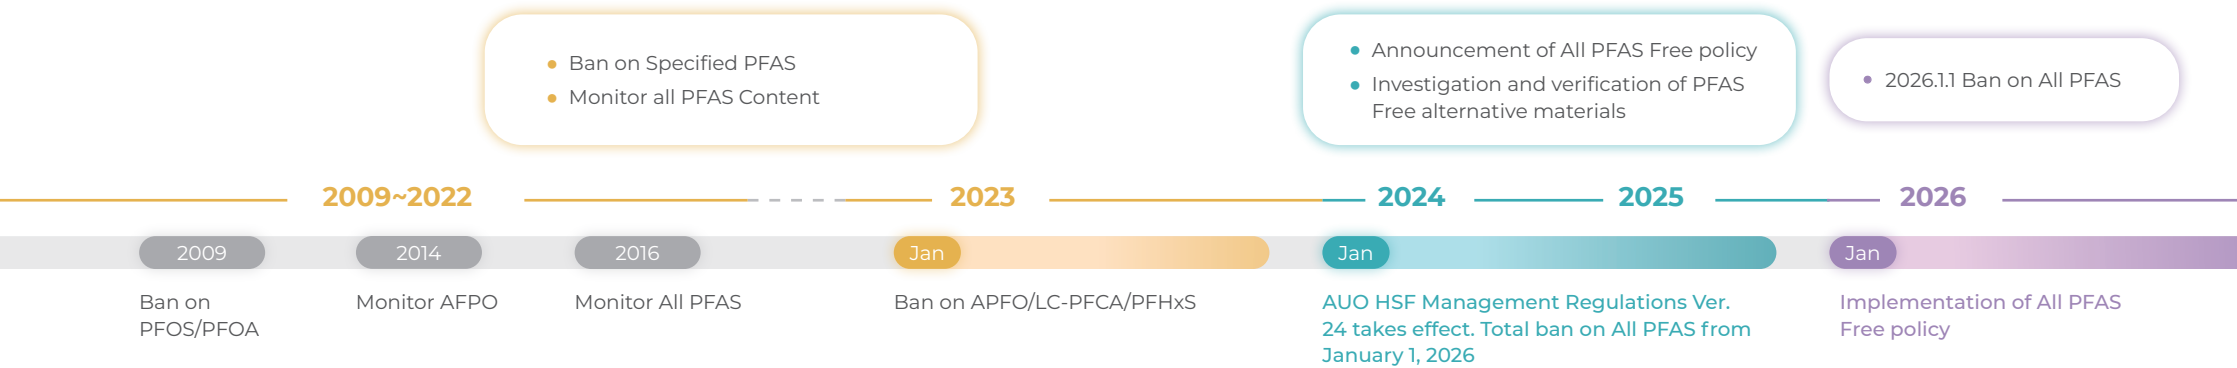 Ban on Specified PFAS
Monitor all PFAS Content
Announcement of All PFAS Free policy
Investigation and verification of PFAS
Free alternative materials
2026.1.1 Ban on All PFAS
2009~2022
2023
2024
2025
2026
2009
2014
2016
Jan
Jan
Jan
Ban on
PFOS/PFOA
Monitor AFPO
Monitor All PFAS
Ban on APFO/LC-PFCA/PFHxS
AUO HSF Management Regulations Ver.
24 takes effect. Total ban on All PFAS from
January 1, 2026
Implementation of All PFAS
Free policy